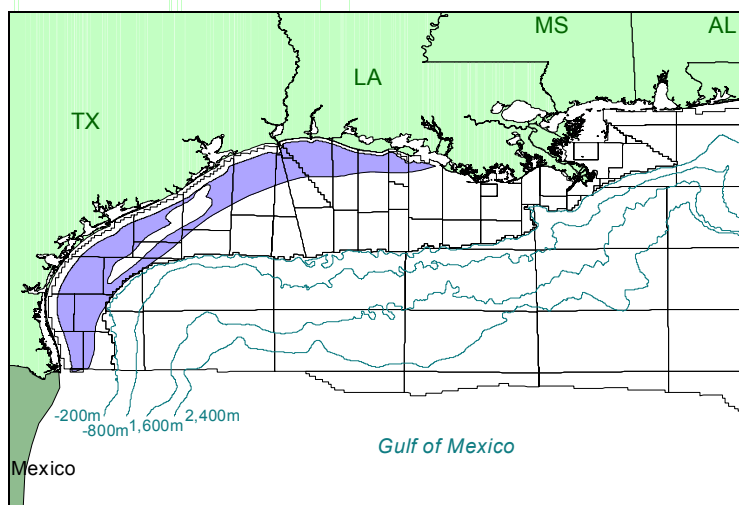 MS
AL
LA
TX
-200m
-800m
1,600m
2,400m
Gulf of Mexico
Mexico